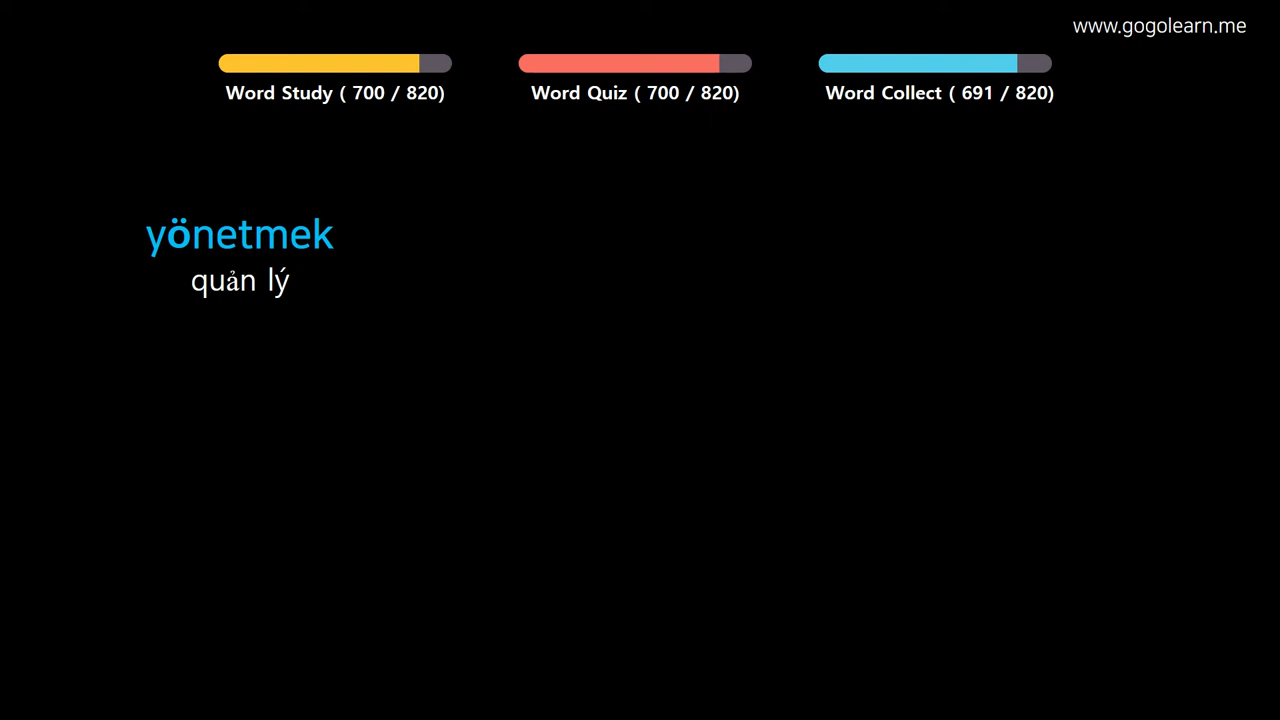 www.gogolearn.me
Word Study ( 700 / 820)
Word Quiz ( 700 / 820)
Word Collect ( 691 / 820)
yönetmek
quản lý